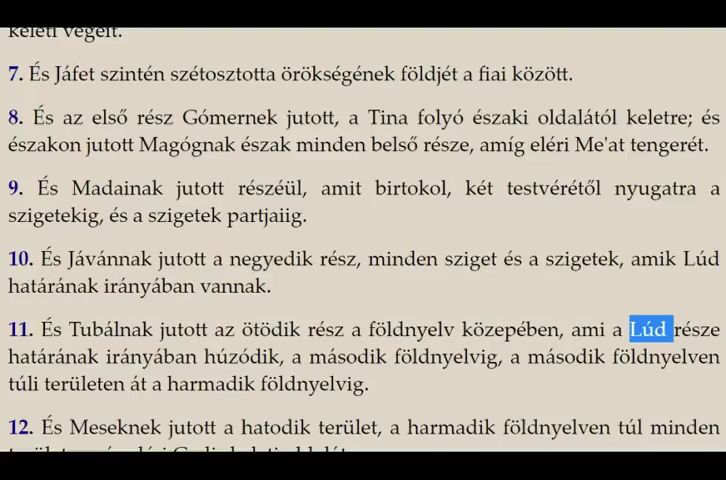 keleti végeit.
7. És Jáfet szintén szétosztotta örökségének földjét a fiai között.
8. És az első rész Gómernek jutott, a Tina folyó északi oldalától keletre; és
északon jutott Magógnak észak minden belső része, amíg eléri Me'at tengerét.
9. És Madainak jutott részéül, amit birtokol, két testvérétől nyugatra a
szigetekig, és a szigetek partjaiig.
10. És Jávánnak jutott a negyedik rész, minden sziget és a szigetek, amik Lúd
határának irányában vannak.
11. És Tubálnak jutott az ötödik rész a földnyelv közepében, ami a Lúd része
határának irányában húzódik, a második földnyelvig, a második földnyelven
túli területen át a harmadik földnyelvig.
12. És Meseknek jutott a hatodik terület, a harmadik földnyelven túl minden